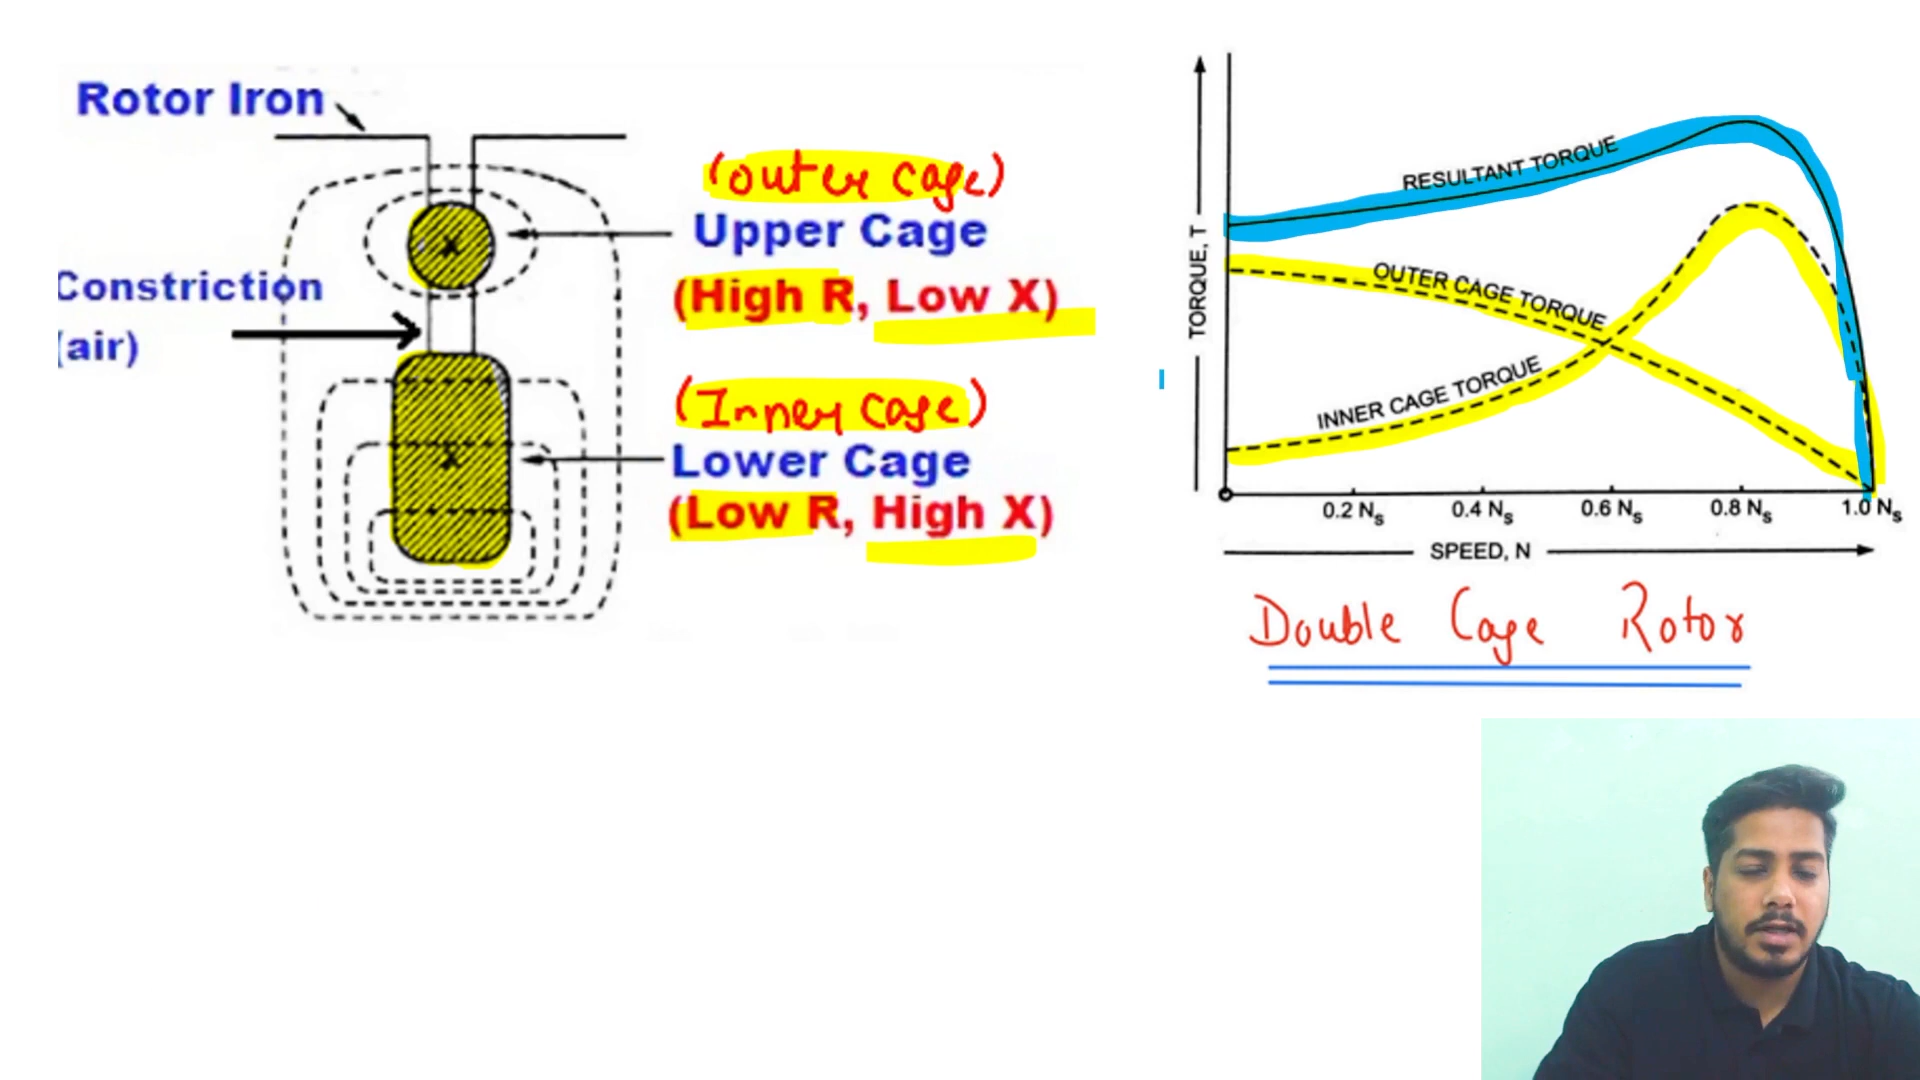 Rotor Iron
(outer cage)
Upper Cage
(High R, Low X)
Constriction
(air)
(Inner cage)
Lower Cage
(Low R, High X)
x
x
TORQUE, T
RESULTANT TORQUE
OUTER CAGE TORQUE
INNER CAGE TORQUE
0.2 Ns 0.4 Ns 0.6 Ns 0.8 Ns 1.0 Ns
SPEED, N
Double Cage Rotor